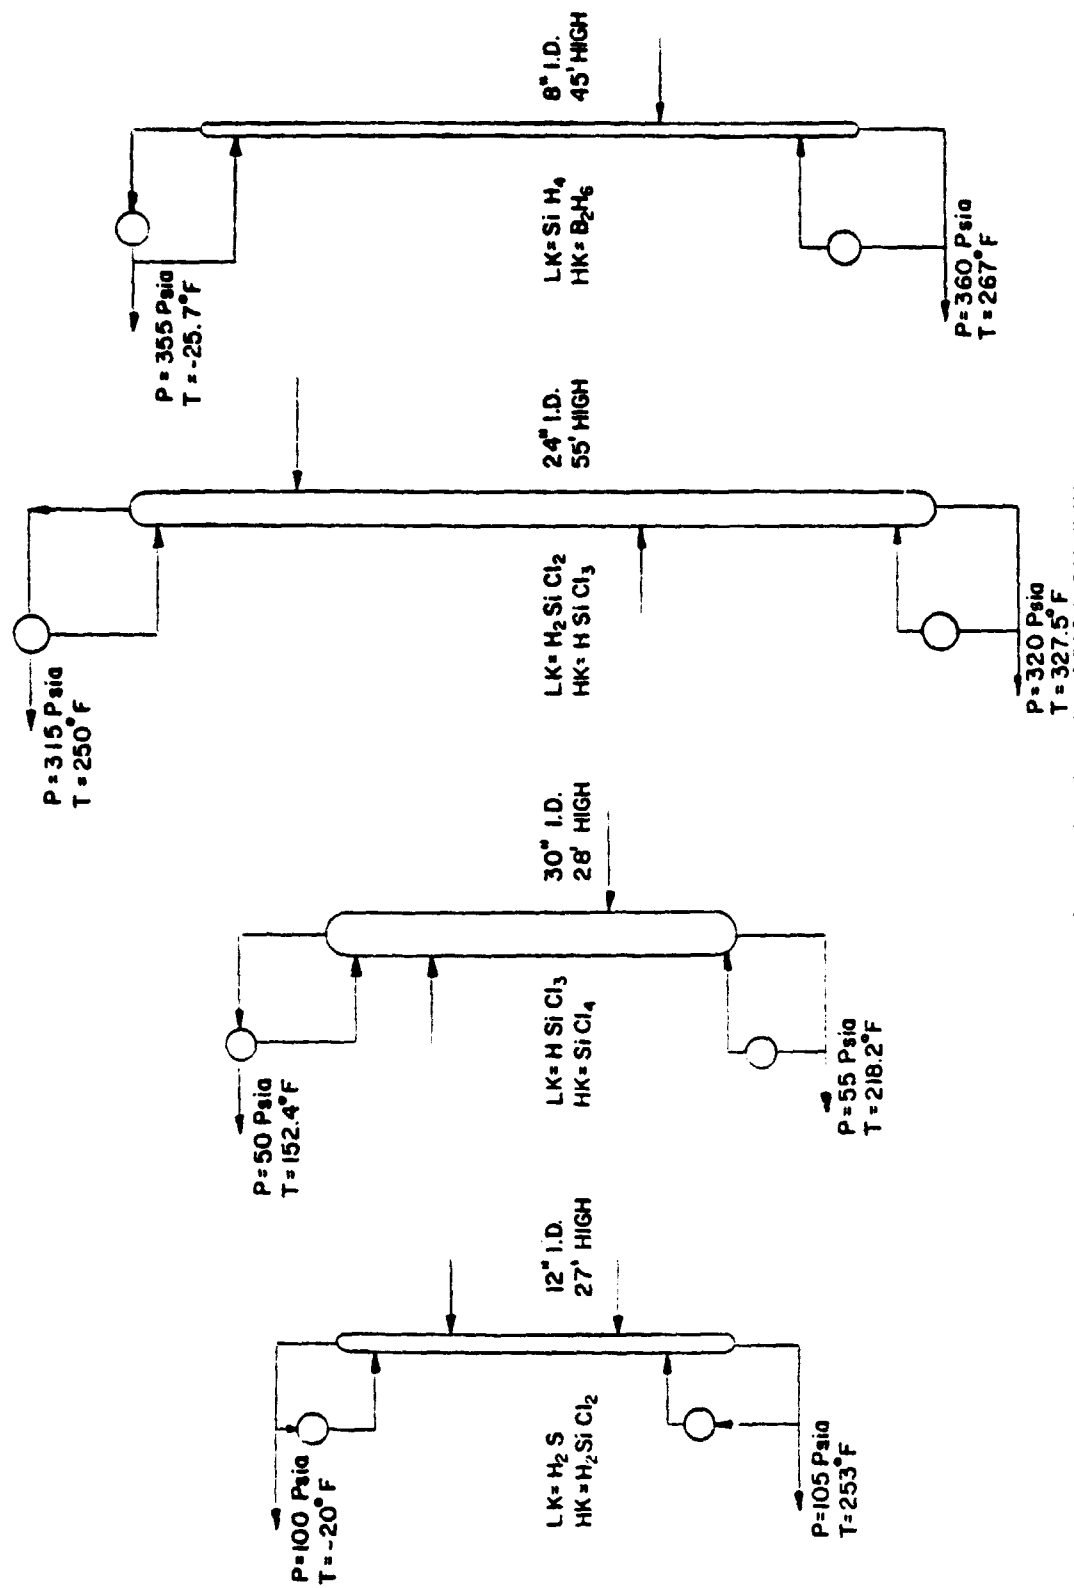 P=100 Psia
T=-20°F
LK=H₂S
HK=H₂SiCl₂
12" I.D.
27' HIGH
P=105 Psia
T=253°F
P=50 Psia
T=152.4°F
LK=HSiCl₃
HK=SiCl₄
30" I.D.
28' HIGH
P=55 Psia
T=218.2°F
P=315 Psia
T=250°F
LK=H₂SiCl₂
HK=HSiCl₃
24" I.D.
55' HIGH
P=320 Psia
T=327.5°F
P=355 Psia
T=-25.7°F
LK=SiH₄
HK=B₂H₆
8" I.D.
45' HIGH
P=360 Psia
T=267°F